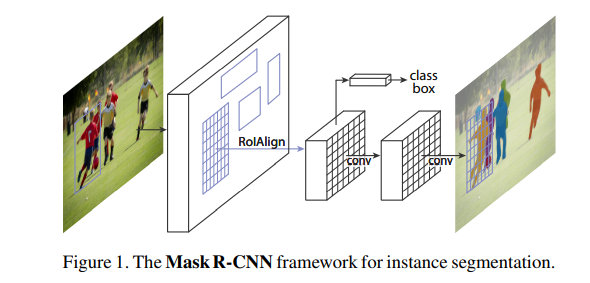 class
box
RoIAlign
conv
conv
Figure 1. The Mask R-CNN framework for instance segmentation.